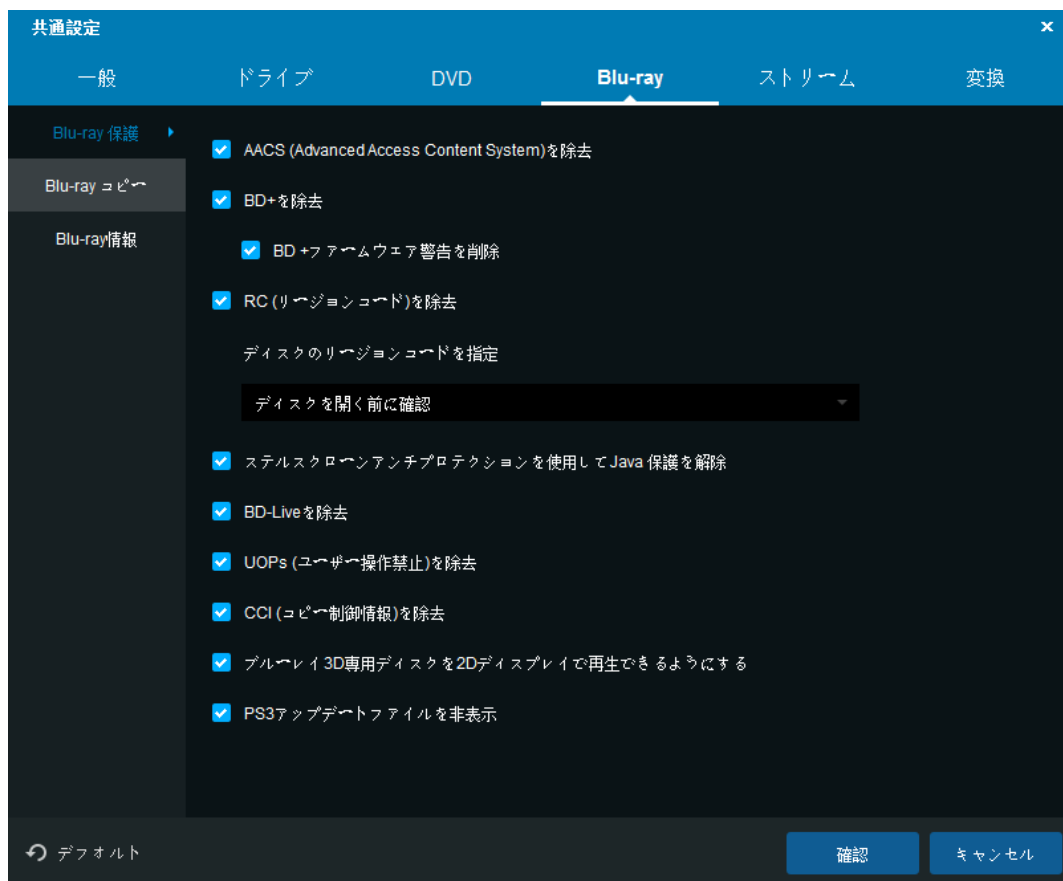 共通設定
一般 ドライブ DVD Blu-ray ストリーム 変換
Blu-ray 保護
Blu-ray コピー
Blu-ray情報
AACS (Advanced Access Content System)を除去
BD+を除去
BD +ファームウェア警告を削除
RC (リージョンコード)を除去
ディスクのリージョンコードを指定
ディスクを開く前に確認
ステルスクローンアンチプロテクションを使用してJava 保護を解除
BD-Liveを除去
UOPs (ユーザー操作禁止)を除去
CCI (コピー制御情報)を除去
ブルーレイ3D専用ディスクを2Dディスプレイで再生できるようにする
PS3アップデートファイルを非表示
デフォルト
確認 キャンセル